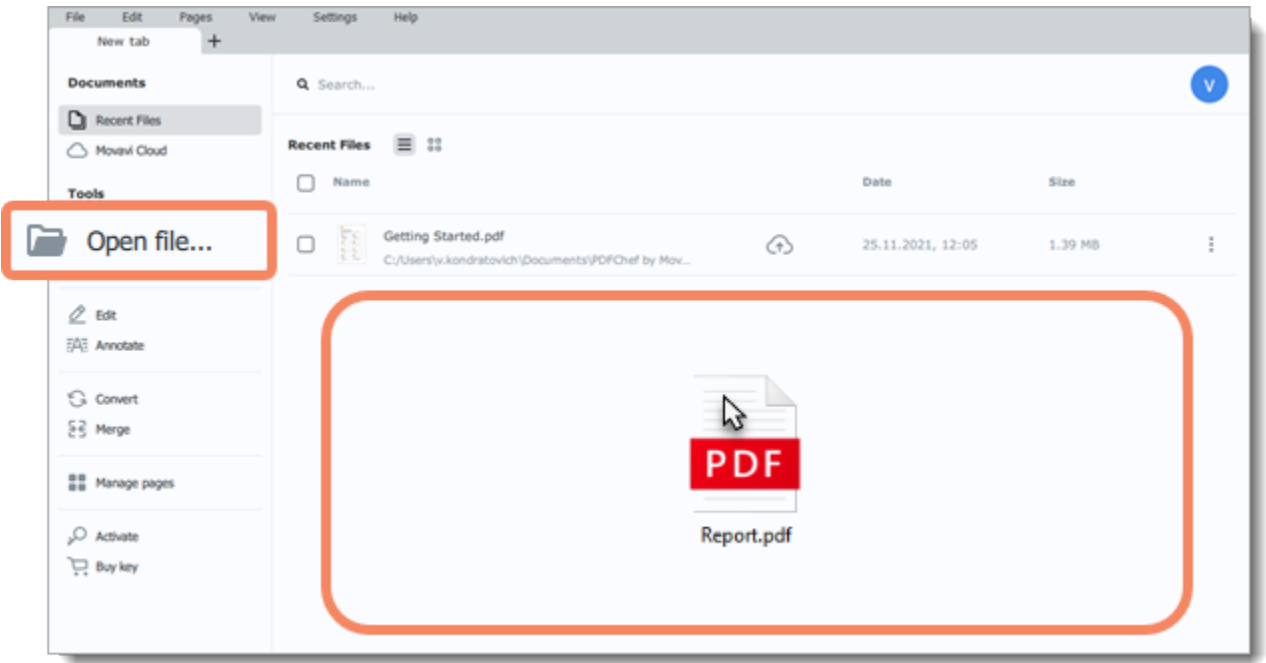 File Edit Pages View Settings Help
New tab +
Documents
Search...
V
Recent Files
Movavi Cloud
Recent Files
Tools
Name Date Size
Open file...
Getting Started.pdf 25.11.2021, 12:05 1.39 MB
C:/Users\v.kondratovich\Documents\PDFChef by Mov...
Edit
Annotate
Convert
Merge
Manage pages
Activate
Buy key
PDF
Report.pdf